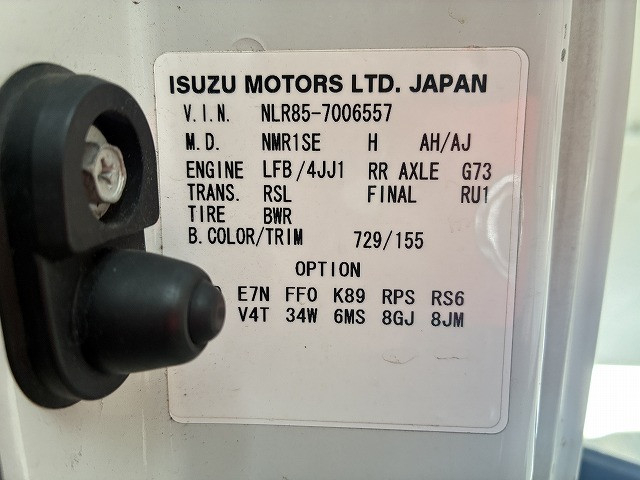 ISUZU MOTORS LTD. JAPAN
V.I.N. NLR85-7006557
M.D. NMR1SE H AH/AJ
ENGINE LFB/4JJ1 RR AXLE G73
TRANS. RSL FINAL RU1
TIRE BWR
B.COLOR/TRIM 729/155
OPTION
E7N FFO K89 RPS RS6
V4T 34W 6MS 8GJ 8JM